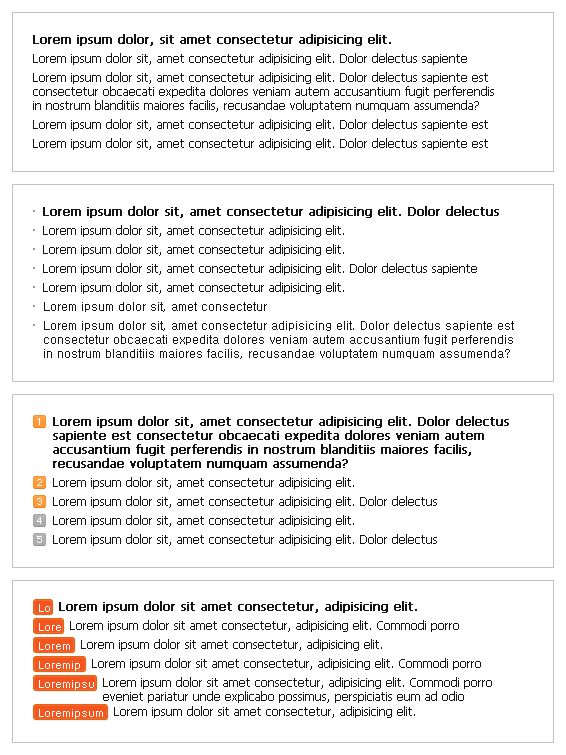 Lorem ipsum dolor, sit amet consectetur adipisicing elit.
Lorem ipsum dolor sit, amet consectetur adipisicing elit. Dolor delectus sapiente
Lorem ipsum dolor sit, amet consectetur adipisicing elit. Dolor delectus sapiente est
consectetur obcaecati expedita dolores veniam autem accusantium fugit perferendis
in nostrum blanditiis maiores facilis, recusandae voluptatem numquam assumenda?
Lorem ipsum dolor sit, amet consectetur adipisicing elit. Dolor delectus sapiente est
Lorem ipsum dolor sit, amet consectetur adipisicing elit. Dolor delectus sapiente est
Lorem ipsum dolor sit, amet consectetur adipisicing elit. Dolor delectus
Lorem ipsum dolor sit, amet consectetur adipisicing elit.
Lorem ipsum dolor sit, amet consectetur adipisicing elit.
Lorem ipsum dolor sit, amet consectetur adipisicing elit. Dolor delectus sapiente
Lorem ipsum dolor sit, amet consectetur adipisicing elit.
Lorem ipsum dolor sit, amet consectetur
Lorem ipsum dolor sit, amet consectetur adipisicing elit. Dolor delectus sapiente est
consectetur obcaecati expedita dolores veniam autem accusantium fugit perferendis
in nostrum blanditiis maiores facilis, recusandae voluptatem numquam assumenda?
1 Lorem ipsum dolor sit, amet consectetur adipisicing elit. Dolor delectus
sapiente est consectetur obcaecati expedita dolores veniam autem
accusantium fugit perferendis in nostrum blanditiis maiores facilis,
recusandae voluptatem numquam assumenda?
2 Lorem ipsum dolor sit, amet consectetur adipisicing elit.
3 Lorem ipsum dolor sit, amet consectetur adipisicing elit. Dolor delectus
4 Lorem ipsum dolor sit, amet consectetur adipisicing elit.
5 Lorem ipsum dolor sit, amet consectetur adipisicing elit. Dolor delectus
Lo Lorem ipsum dolor sit amet consectetur, adipisicing elit.
Lore Lorem ipsum dolor sit amet consectetur, adipisicing elit. Commodi porro
Lorem Lorem ipsum dolor sit amet consectetur, adipisicing elit.
Loremip Lorem ipsum dolor sit amet consectetur, adipisicing elit. Commodi porro
Loremipsu Lorem ipsum dolor sit amet consectetur, adipisicing elit. Commodi porro
eveniet pariatur unde explicabo possimus, perspiciatis eum ad odio
Loremipsum Lorem ipsum dolor sit amet consectetur, adipisicing elit.